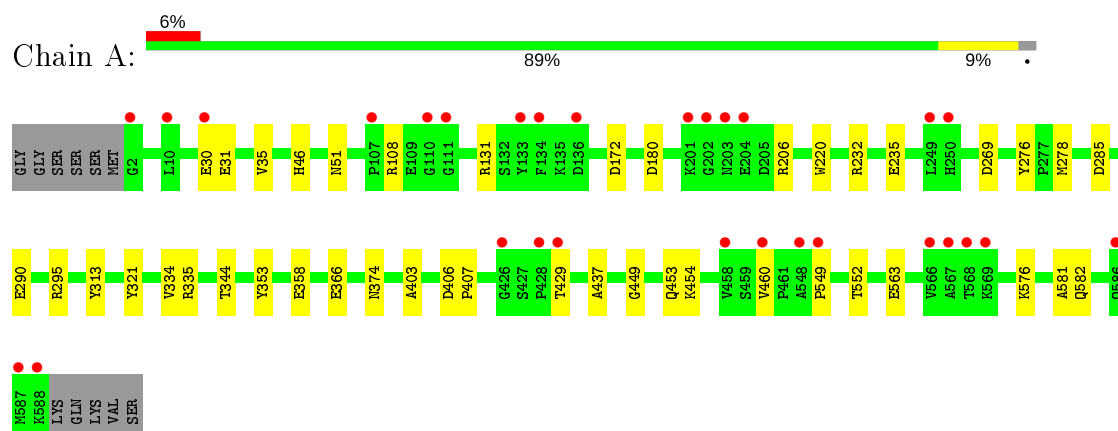 6%
Chain A:
89% 9% •
GLY GLY SER SER SER MET G2 L10 E30 E31 V35 H46 N51 P107 R108 E109 G110 G111 R131 S132 Y133 F134 K135 D136 D172 D180 K201 G202 N203 E204 D205 R206 W220 R232 E235 L249 H250 D269 Y276 P277 M278 D285
E290 R295 Y313 Y321 V334 R335 T344 Y353 E358 E366 N374 A403 D406 P407 G426 S427 P428 T429 A437 G449 Q453 K454 V458 S459 V460 P461 A548 P549 T552 E563 V566 A567 T568 K569 K576 A581 Q582
M587 K588 LYS GLN LYS VAL SER